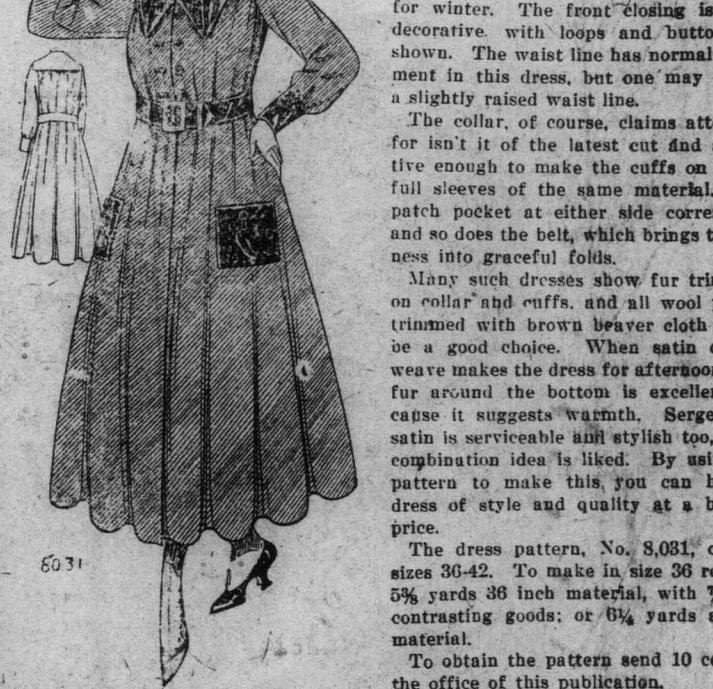 for winter. The front closing is
decorative with loops and butto
shown. The waist line has normal
ment in this dress, but one may
a slightly raised waist line.
The collar, of course, claims att
for isn't it of the latest cut and
tive enough to make the cuffs on
full sleeves of the same material.
patch pocket at either side corre
and so does the belt, which brings t
ness into graceful folds.
Many such dresses show fur tri
on collar and cuffs, and all wool
trimmed with brown beaver cloth
be a good choice. When satin
weave makes the dress for afternoon
fur around the bottom is excelle
cause it suggests warmth. Serge
satin is serviceable and stylish too,
combination idea is liked. By usi
pattern to make this, you can h
dress of style and quality at a b
price.
The dress pattern, No. 8,031, c
sizes 36-42. To make in size 36 re
5⅜ yards 36 inch material, with
contrasting goods; or 6¼ yards
material.
To obtain the pattern send 10 ce
the office of this publication.
8031